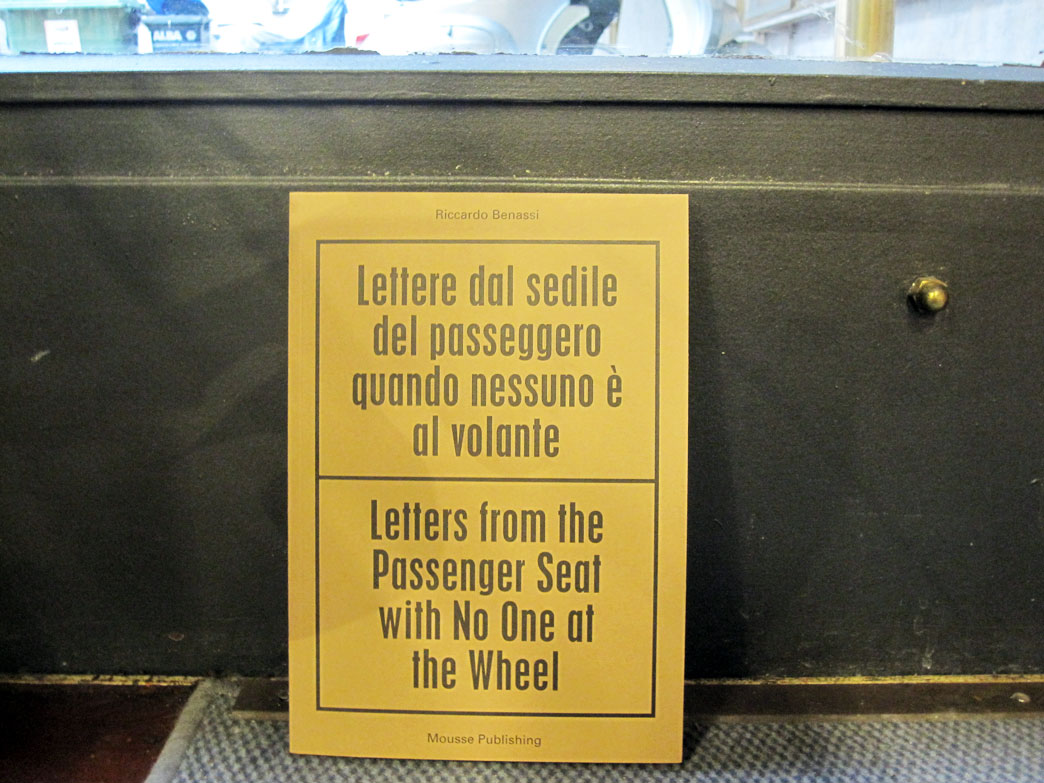 ALBA
Riccardo Benassi
Lettere dal sedile
del passeggero
quando nessuno è
al volante
Letters from the
Passenger Seat
with No One at
the Wheel
Mousse Publishing